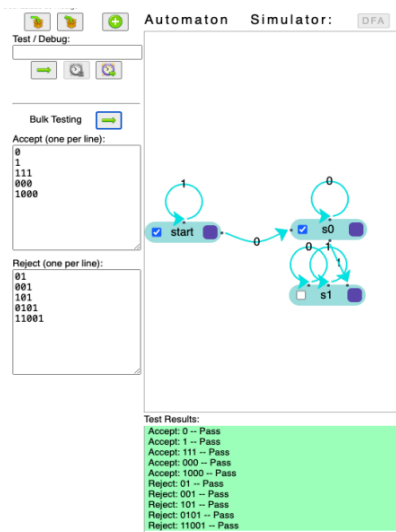 Automaton Simulator: DFA
Test / Debug:
Bulk Testing
Accept (one per line):
0
1
111
000
1000
Reject (one per line):
01
001
101
0101
11001
1
start
0
0
s0
0
1
1
s1
Test Results:
Accept: 0 -- Pass
Accept: 1 -- Pass
Accept: 111 -- Pass
Accept: 000 -- Pass
Accept: 1000 -- Pass
Reject: 01 -- Pass
Reject: 001 -- Pass
Reject: 101 -- Pass
Reject: 0101 -- Pass
Reject: 11001 -- Pass